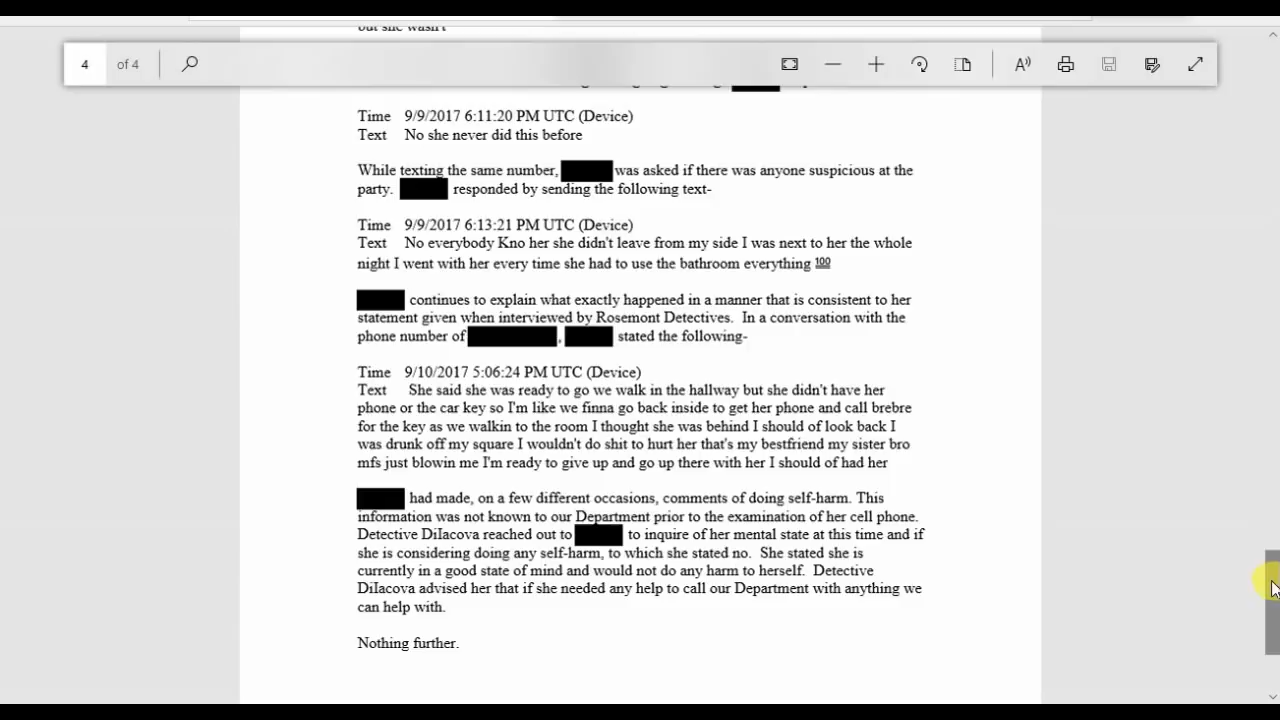 but she wasn't
4 of 4
Time 9/9/2017 6:11:20 PM UTC (Device)
Text No she never did this before
While texting the same number, was asked if there was anyone suspicious at the
party. responded by sending the following text-
Time 9/9/2017 6:13:21 PM UTC (Device)
Text No everybody Kno her she didn't leave from my side I was next to her the whole
night I went with her every time she had to use the bathroom everything 💯
continues to explain what exactly happened in a manner that is consistent to her
statement given when interviewed by Rosemont Detectives. In a conversation with the
phone number of , stated the following-
Time 9/10/2017 5:06:24 PM UTC (Device)
Text She said she was ready to go we walk in the hallway but she didn't have her
phone or the car key so I'm like we finna go back inside to get her phone and call brebre
for the key as we walkin to the room I thought she was behind I should of look back I
was drunk off my square I wouldn't do shit to hurt her that's my bestfriend my sister bro
mfs just blowin me I'm ready to give up and go up there with her I should of had her
had made, on a few different occasions, comments of doing self-harm. This
information was not known to our Department prior to the examination of her cell phone.
Detective DiIacova reached out to to inquire of her mental state at this time and if
she is considering doing any self-harm, to which she stated no. She stated she is
currently in a good state of mind and would not do any harm to herself. Detective
DiIacova advised her that if she needed any help to call our Department with anything we
can help with.
Nothing further.